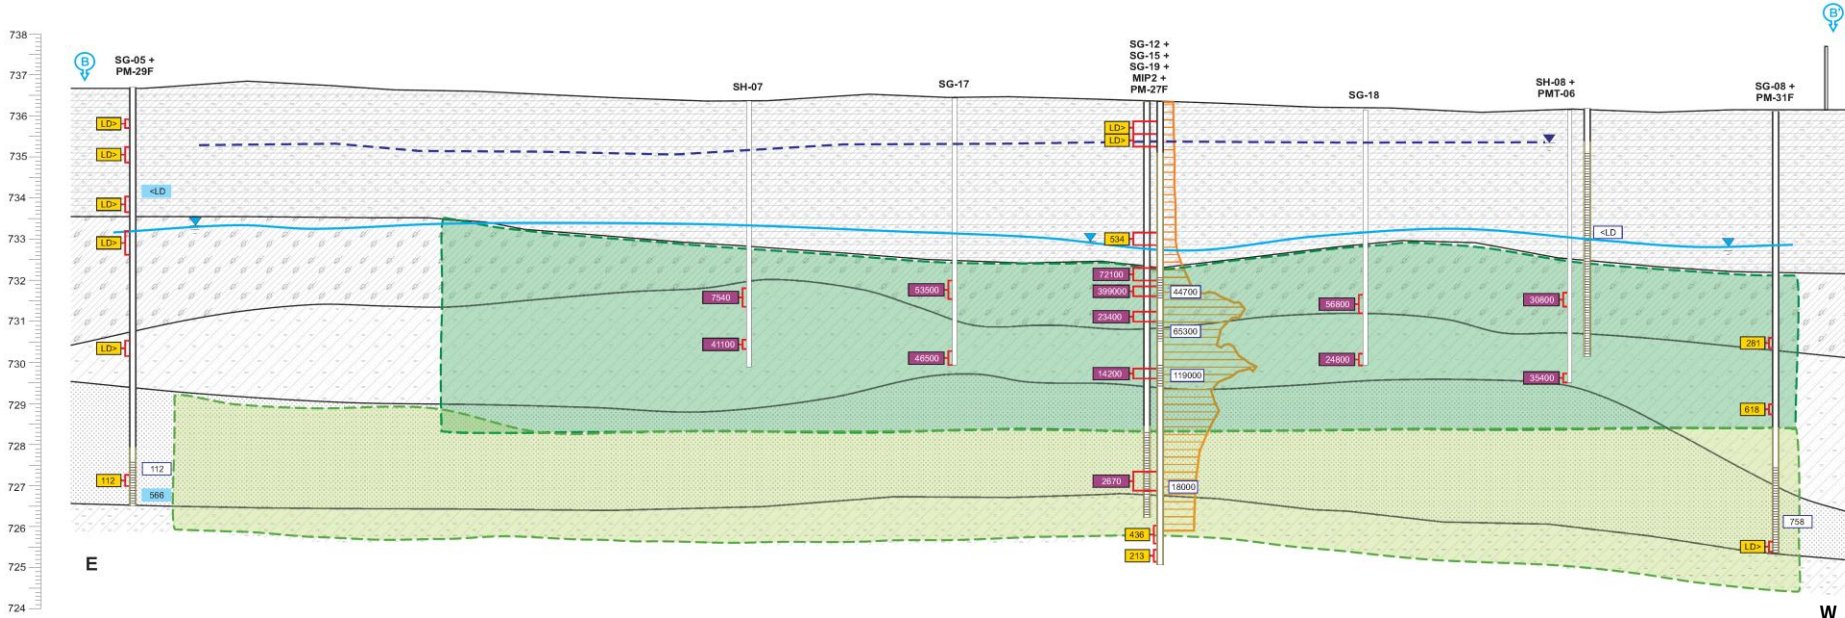 B
B'
SG-05 +
PM-29F
SH-07
SG-17
SG-12 +
SG-15 +
SG-19 +
MIP2 +
PM-27F
SG-18
SH-08 +
PMT-06
SG-08 +
PM-31F
738
737
736
735
734
733
732
731
730
729
728
727
726
725
724
LD>
LD>
<LD
LD>
LD>
LD>
112
112
566
7540
41100
53500
46500
LD>
LD>
534
72100
399000
23400
14200
2670
436
213
44700
65300
119000
18000
56800
24800
<LD
30800
35400
281
618
758
LD>
E
W